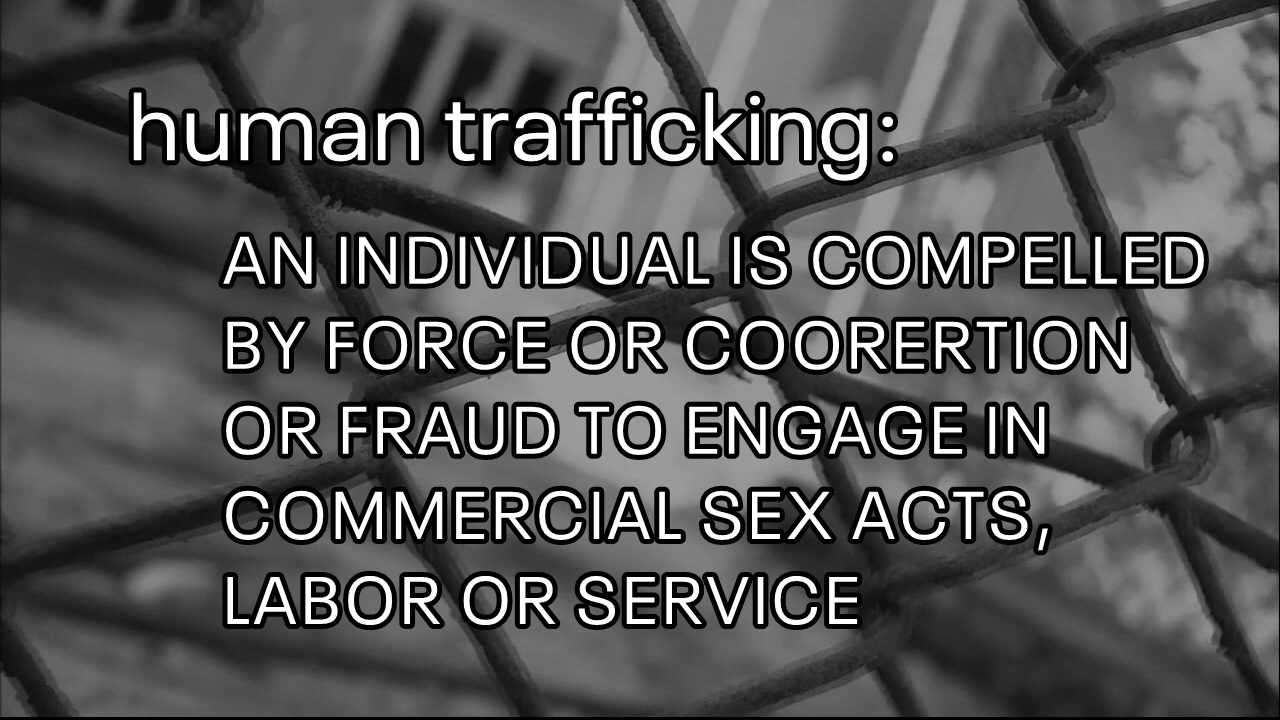 human trafficking:
AN INDIVIDUAL IS COMPELLED
BY FORCE OR COORERTION
OR FRAUD TO ENGAGE IN
COMMERCIAL SEX ACTS,
LABOR OR SERVICE